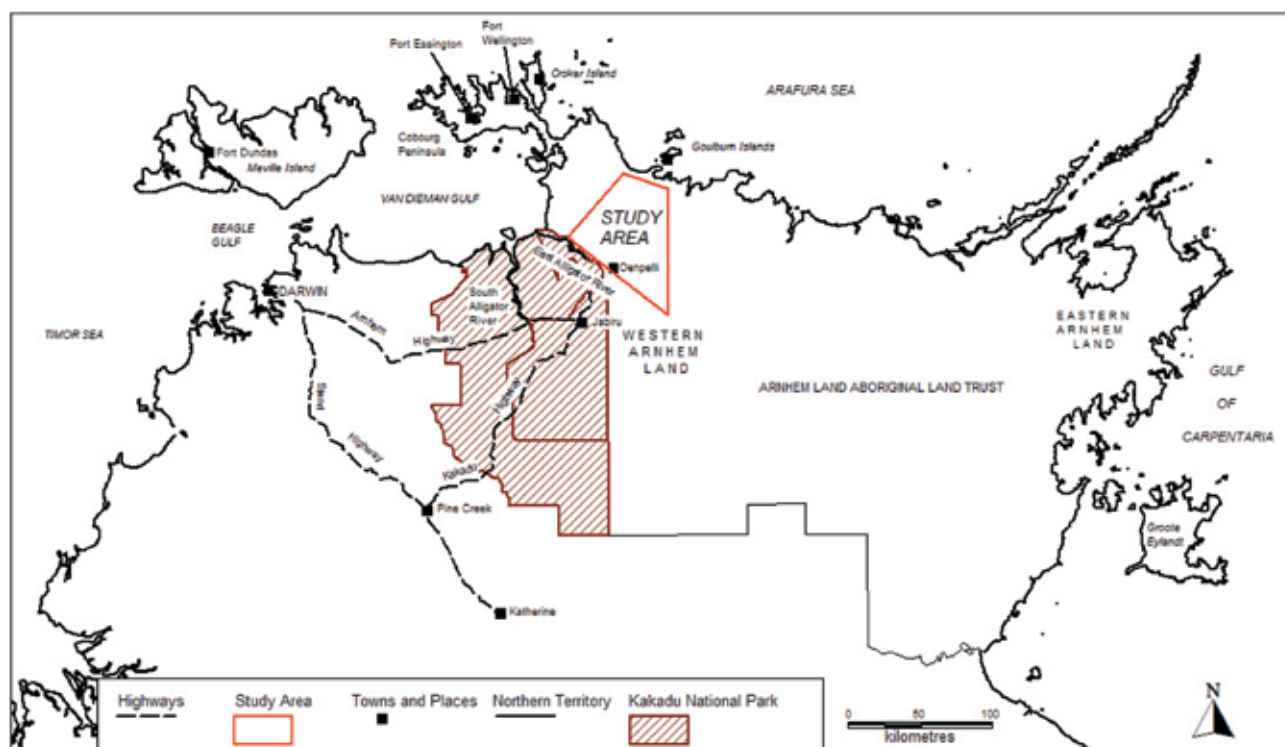 Fort
Wellington
Fort Essington
Croker Island
ARAFURA SEA
Cobourg
Peninsula
Goulburn Islands
Fort Dundas
Meville Island
VAN DIEMAN GULF
BEAGLE
GULF
STUDY
AREA
Oenpelli
East Alligator River
DARWIN
South
Alligator
River
TIMOR SEA
Arnhem
Highway
Jabiru
WESTERN
ARNHEM
LAND
EASTERN
ARNHEM
LAND
ARNHEM LAND ABORIGINAL LAND TRUST
GULF
OF
CARPENTARIA
Highway
Kakadu
Stuart
Highway
Pine Creek
Groote
Eylandt
Katherine
Highways
Study Area
Towns and Places
Northern Territory
Kakadu National Park
N
0 50 100
kilometres